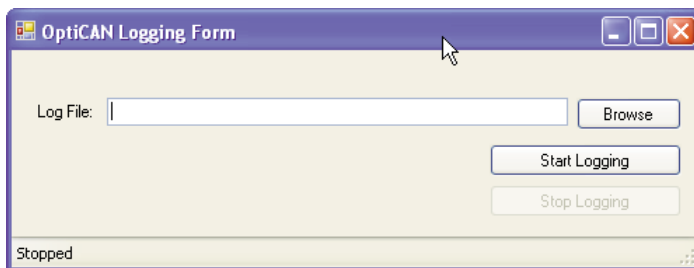 OptiCAN Logging Form
Log File:
Browse
Start Logging
Stop Logging
Stopped